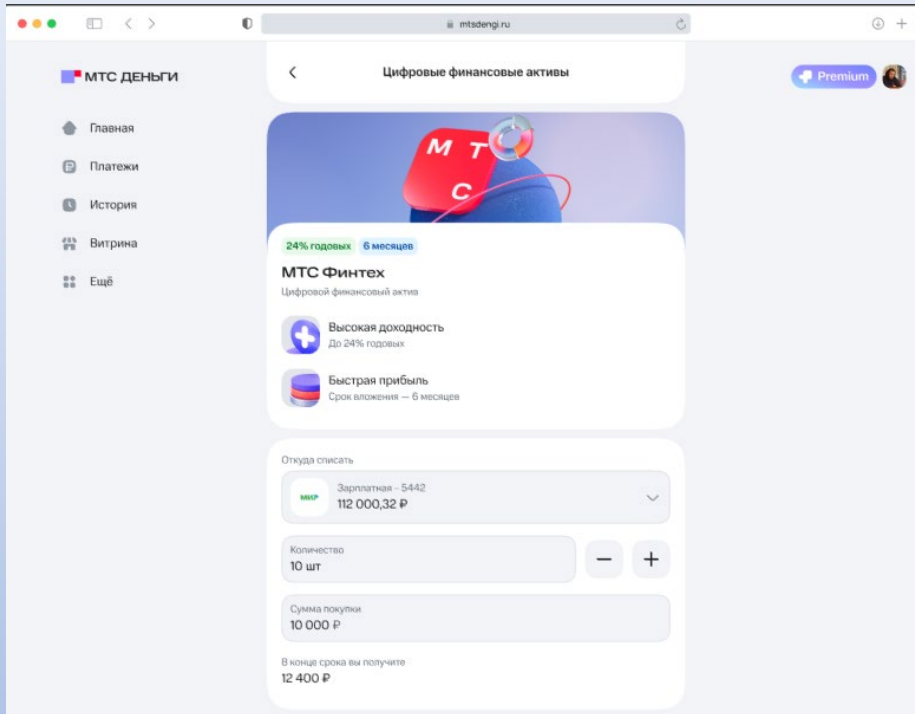 mtsdengi.ru
МТС ДЕНЬГИ
Цифровые финансовые активы
Premium
Главная
Платежи
История
Витрина
Ещё
М Т
С
24% годовых 6 месяцев
МТС Финтех
Цифровой финансовый актив
Высокая доходность
До 24% годовых
Быстрая прибыль
Срок вложения — 6 месяцев
Откуда списать
МИР
Зарплатная - 5442
112 000,32 ₽
Количество
10 шт
Сумма покупки
10 000 ₽
В конце срока вы получите
12 400 ₽